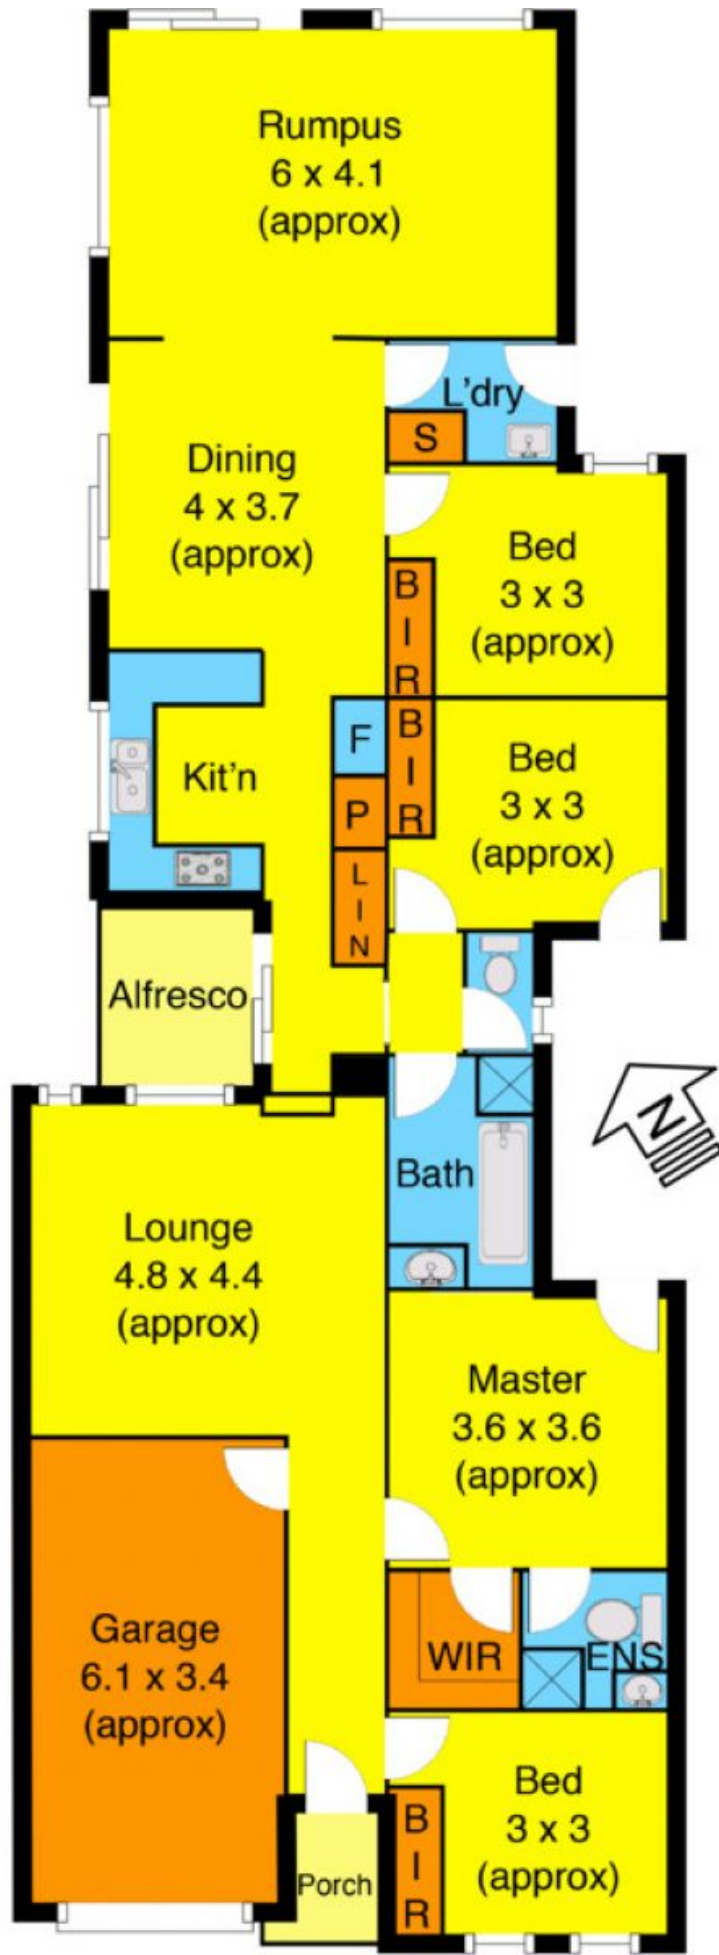 Rumpus
6 x 4.1
(approx)
L'dry
S
Dining
4 x 3.7
(approx)
Bed
3 x 3
(approx)
B
I
R
Kit'n
F
P
L
I
N
B
I
R
Bed
3 x 3
(approx)
Alfresco
N
Bath
Lounge
4.8 x 4.4
(approx)
Master
3.6 x 3.6
(approx)
WIR
ENS
Garage
6.1 x 3.4
(approx)
Bed
3 x 3
(approx)
B
I
R
Porch